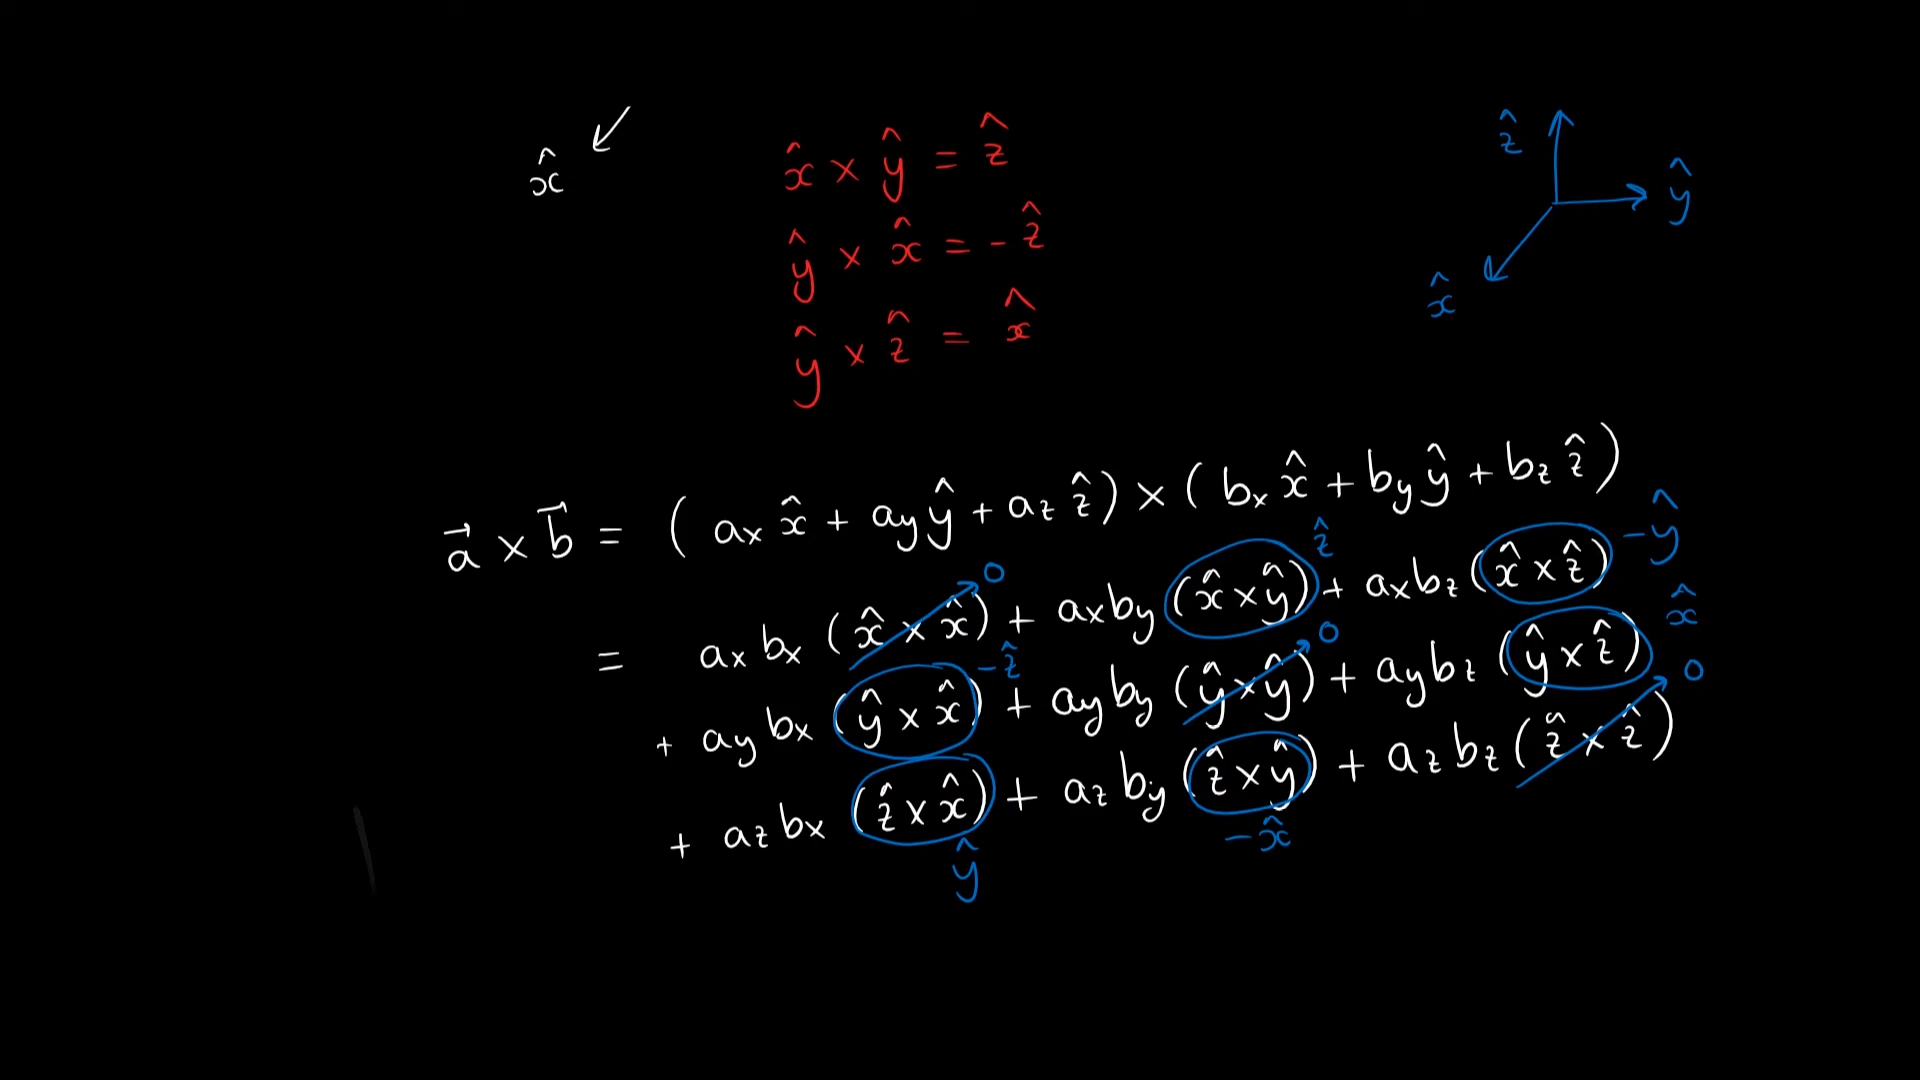 x̂
x̂ × ŷ = ẑ
ŷ × x̂ = - ẑ
ŷ × ẑ = x̂
ẑ
ŷ
x̂
a⃗ × b⃗ = ( aₓ x̂ + a_y ŷ + a_z ẑ ) × ( bₓ x̂ + b_y ŷ + b_z ẑ )
= aₓ bₓ ( x̂ × x̂ ) 0 + aₓ b_y ( x̂ × ŷ ) ẑ + aₓ b_z ( x̂ × ẑ ) -ŷ
+ a_y bₓ ( ŷ × x̂ ) -ẑ + a_y b_y ( ŷ × ŷ ) 0 + a_y b_z ( ŷ × ẑ ) x̂
+ a_z bₓ ( ẑ × x̂ ) ŷ + a_z b_y ( ẑ × ŷ ) -x̂ + a_z b_z ( ẑ × ẑ ) 0